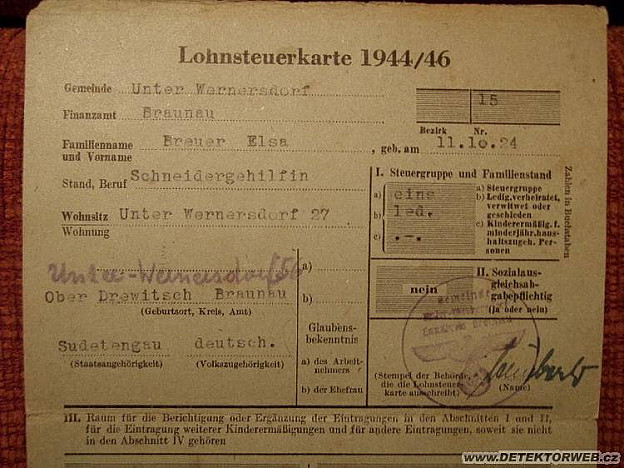 Lohnsteuerkarte 1944/46
Gemeinde Unter Wernersdorf
15
Finanzamt Braunau
Bezirk Nr.
Familienname und Vorname Breuer Elsa , geb. am 11.10.24
Stand, Beruf Schneidergehilfin
I. Steuergruppe und Familienstand
a) eins a) Steuergruppe
b) led. b) Ledig, verheiratet, verwitwet oder geschieden
c) .-. c) Kinderermäßig. f. minderjähr. haushaltszugeh. Personen
Zahlen in Buchstaben
Wohnsitz Unter Wernersdorf 27
Wohnung
Unter-Wernersdorf 56
a)
nein
II. Sozialausgleichsabgabepflichtig
(Ja oder nein)
Ober Drewitsch Braunau
b)
(Geburtsort, Kreis, Amt)
Gemeinde
Sudetengau deutsch.
(Staatsangehörigkeit) (Volkszugehörigkeit)
Glaubensbekenntnis
a) des Arbeitnehmers
b) der Ehefrau
(Stempel der Behörde, die die Lohnsteuerkarte ausschreibt)
(Name)
III. Raum für die Berichtigung oder Ergänzung der Eintragungen in den Abschnitten I und II,
für die Eintragung weiterer Kinderermäßigungen und für andere Eintragungen, soweit sie nicht
in den Abschnitt IV gehören
WWW.DETEKTORWEB.CZ